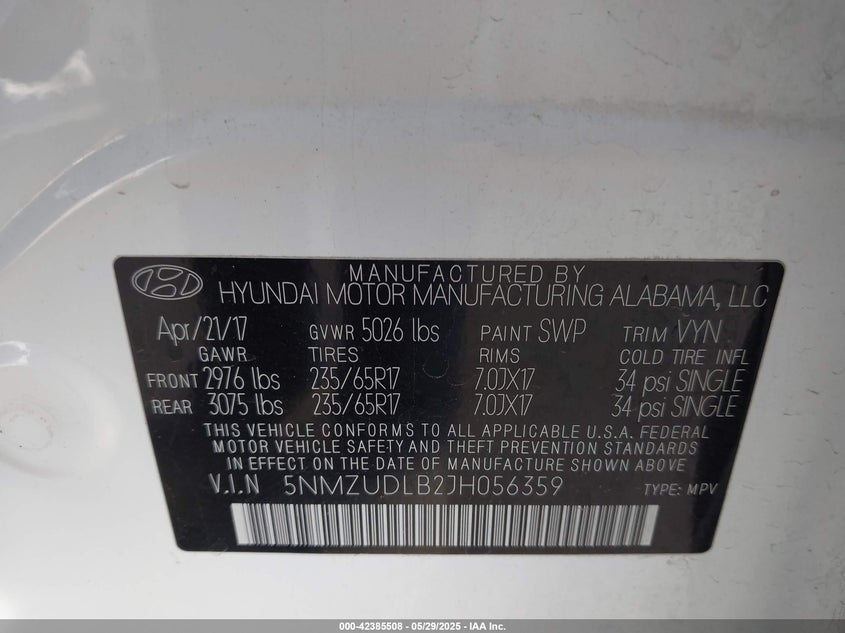 MANUFACTURED BY
HYUNDAI MOTOR MANUFACTURING ALABAMA, LLC
Apr/21/17 GVWR 5026 lbs PAINT SWP TRIM VYN
GAWR TIRES RIMS COLD TIRE INFL
FRONT 2976 lbs 235/65R17 7.0JX17 34 psi SINGLE
REAR 3075 lbs 235/65R17 7.0JX17 34 psi SINGLE
THIS VEHICLE CONFORMS TO ALL APPLICABLE U.S.A. FEDERAL
MOTOR VEHICLE SAFETY AND THEFT PREVENTION STANDARDS
IN EFFECT ON THE DATE OF MANUFACTURE SHOWN ABOVE
V.I.N 5NMZUDLB2JH056359 TYPE: MPV
000-42385508 - 05/29/2025 - IAA Inc.